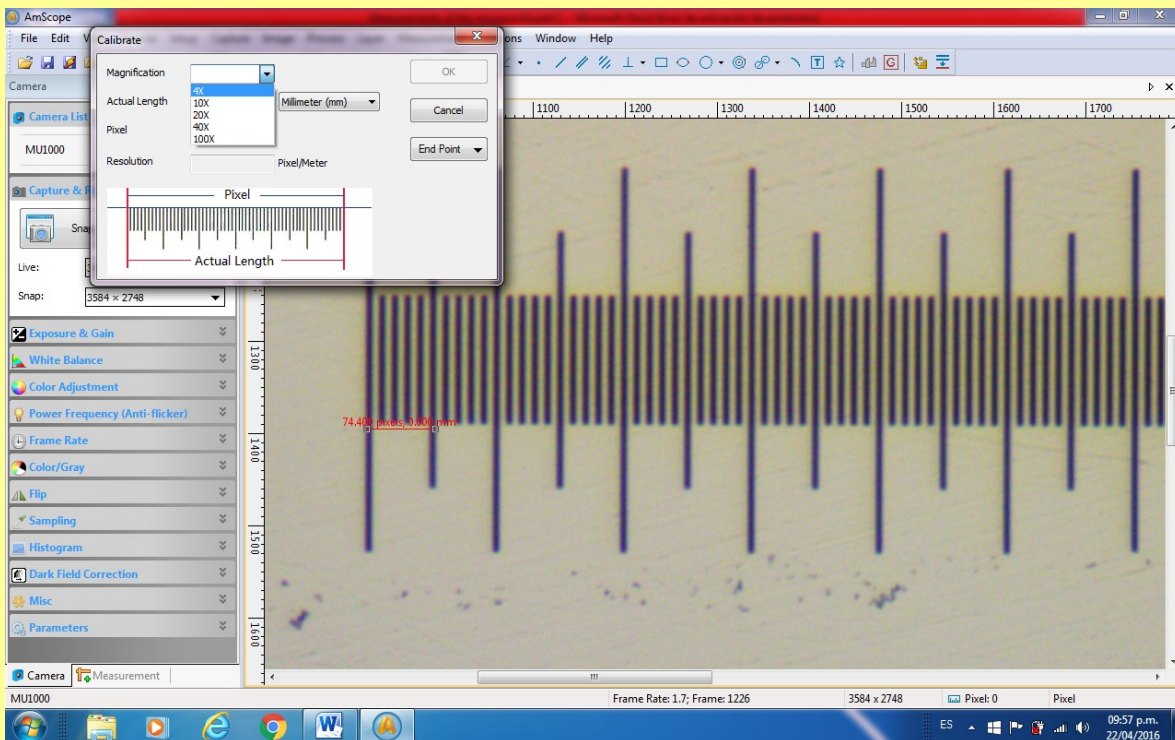 AmScope
File Edit
ons Window Help
Calibrate
Magnification
4X
10X
20X
40X
100X
OK
Actual Length
Millimeter (mm)
Cancel
Pixel
End Point
Resolution
Pixel/Meter
Pixel
Actual Length
Camera
Camera List
MU1000
Capture &
Snap
Live:
Snap: 3584 × 2748
Exposure & Gain
White Balance
Color Adjustment
Power Frequency (Anti-flicker)
Frame Rate
Color/Gray
Flip
Sampling
Histogram
Dark Field Correction
Misc
Parameters
Camera Measurement
1100 1200 1300 1400 1500 1600 1700
1300
1400
1500
1600
74.400 pixels, 0.000 mm
MU1000 Frame Rate: 1.7; Frame: 1226 3584 x 2748 Pixel: 0 Pixel
ES 09:57 p.m.
22/04/2016